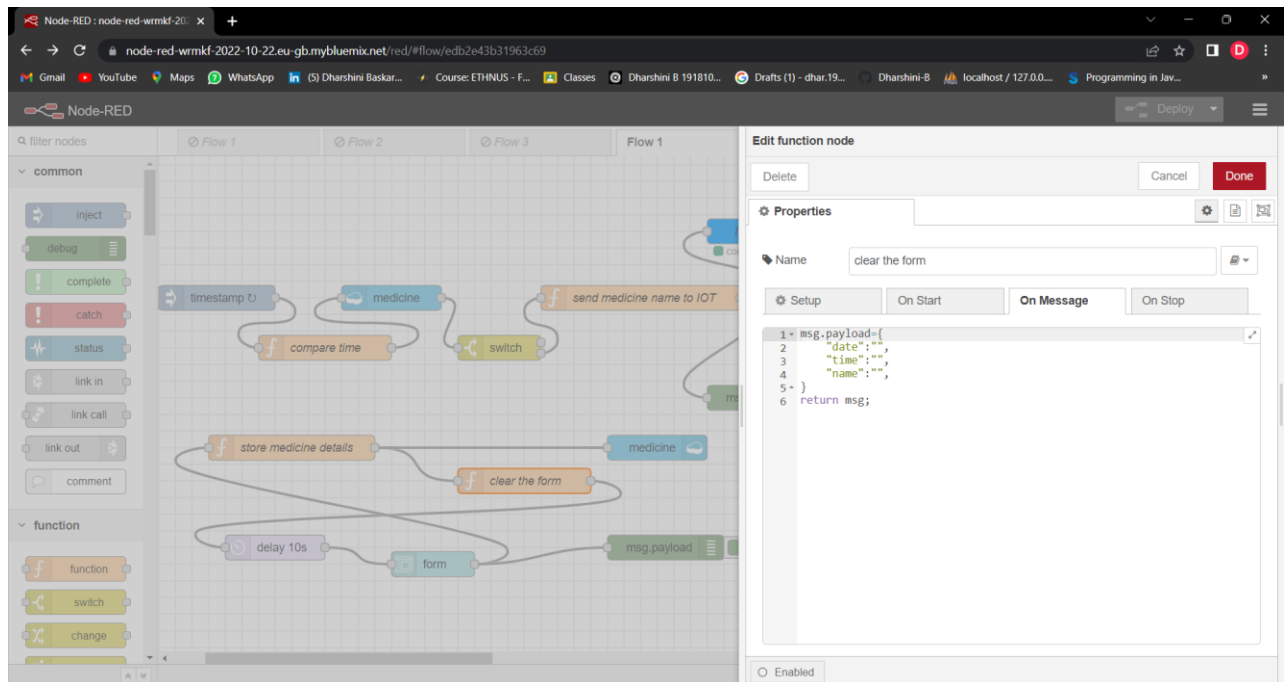 Node-RED : node-red-wrmkf-202
node-red-wrmkf-2022-10-22.eu-gb.mybluemix.net/red/#flow/edb2e43b31963c69
D
Gmail YouTube Maps WhatsApp (5) Dharshini Baskar... Course: ETHNUS - F... Classes Dharshini B 191810... Drafts (1) - dhar.19... Dharshini-B localhost / 127.0.0.... Programming in Jav... »
Node-RED Deploy
filter nodes
Flow 1 Flow 2 Flow 3 Flow 1
common
inject
debug
complete
catch
status
link in
link call
link out
comment
function
function
switch
change
timestamp ↻
medicine
send medicine name to IOT
compare time
switch
store medicine details
medicine
clear the form
delay 10s
form
msg.payload
Edit function node
Delete Cancel Done
Properties
Name clear the form
Setup On Start On Message On Stop
1 msg.payload={
2 "date":"",
3 "time":"",
4 "name":"",
5 }
6 return msg;
Enabled